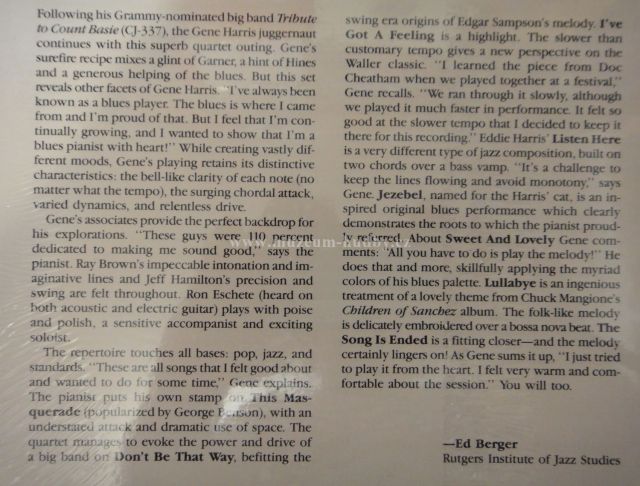 Following his Grammy-nominated big band Tribute
to Count Basie (CJ-337), the Gene Harris juggernaut
continues with this superb quartet outing. Gene's
surefire recipe mixes a glint of Garner, a hint of Hines
and a generous helping of the blues. But this set
reveals other facets of Gene Harris. "I've always been
known as a blues player. The blues is where I came
from and I'm proud of that. But I feel that I'm con-
tinually growing, and I wanted to show that I'm a
blues pianist with heart!" While creating vastly dif-
ferent moods, Gene's playing retains its distinctive
characteristics: the bell-like clarity of each note (no
matter what the tempo), the surging chordal attack,
varied dynamics, and relentless drive.
Gene's associates provide the perfect backdrop for
his explorations. "These guys were 110 percent
dedicated to making me sound good," says the
pianist. Ray Brown's impeccable intonation and im-
aginative lines and Jeff Hamilton's precision and
swing are felt throughout. Ron Eschete (heard on
both acoustic and electric guitar) plays with poise
and polish, a sensitive accompanist and exciting
soloist.
The repertoire touches all bases: pop, jazz, and
standards. "These are all songs that I felt good about
and wanted to do for some time," Gene explains.
The pianist puts his own stamp on This Mas-
querade (popularized by George Benson), with an
understated attack and dramatic use of space. The
quartet manages to evoke the power and drive of
a big band on Don't Be That Way, befitting the
swing era origins of Edgar Sampson's melody. I've
Got A Feeling is a highlight. The slower than
customary tempo gives a new perspective on the
Waller classic. "I learned the piece from Doc
Cheatham when we played together at a festival,"
Gene recalls. "We ran through it slowly, although
we played it much faster in performance. It felt so
good at the slower tempo that I decided to keep it
there for this recording." Eddie Harris' Listen Here
is a very different type of jazz composition, built on
two chords over a bass vamp. "It's a challenge to
keep the lines flowing and avoid monotony," says
Gene. Jezebel, named for the Harris' cat, is an in-
spired original blues performance which clearly
demonstrates the roots to which the pianist proud-
ly referred. About Sweet And Lovely Gene com-
ments: "All you have to do is play the melody!" He
does that and more, skillfully applying the myriad
colors of his blues palette. Lullabye is an ingenious
treatment of a lovely theme from Chuck Mangione's
Children of Sanchez album. The folk-like melody
is delicately embroidered over a bossa nova beat. The
Song Is Ended is a fitting closer—and the melody
certainly lingers on! As Gene sums it up, "I just tried
to play it from the heart. I felt very warm and com-
fortable about the session." You will too.
—Ed Berger
Rutgers Institute of Jazz Studies